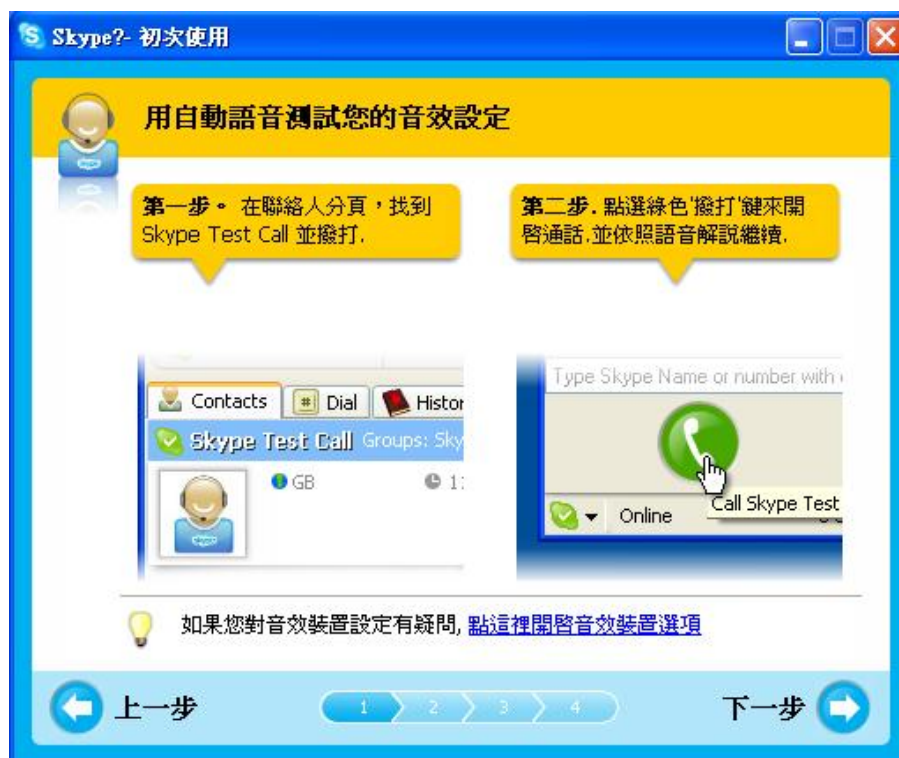 Skype?- 初次使用
用自動語音測試您的音效設定
第一步。 在聯絡人分頁，找到
Skype Test Call 並撥打.
第二步. 點選綠色'撥打'鍵來開
啓通話.並依照語音解說繼續.
Contacts
Dial
Histor
Skype Test Call Groups: Sky
GB
1:
Type Skype Name or number with
Call Skype Test
Online
如果您對音效裝置設定有疑問, 點這裡開啓音效裝置選項
上一步
1 2 3 4
下一步